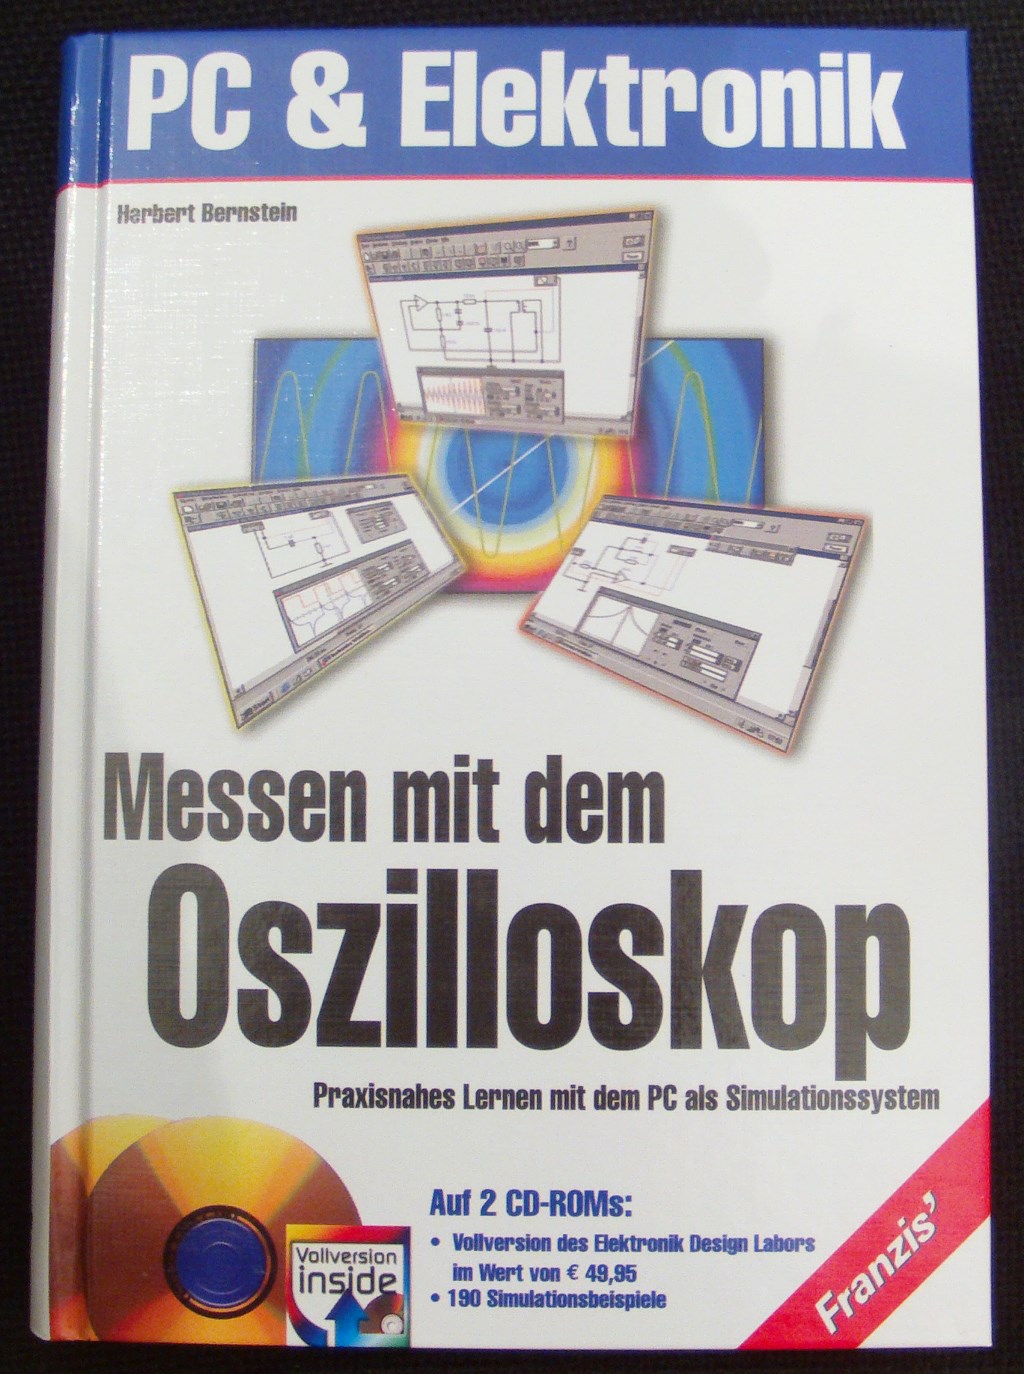 PC & Elektronik
Herbert Bernstein
Messen mit dem
Oszilloskop
Praxisnahes Lernen mit dem PC als Simulationssystem
Auf 2 CD-ROMs:
• Vollversion des Elektronik Design Labors
im Wert von € 49,95
• 190 Simulationsbeispiele
Vollversion
inside
Franzis'